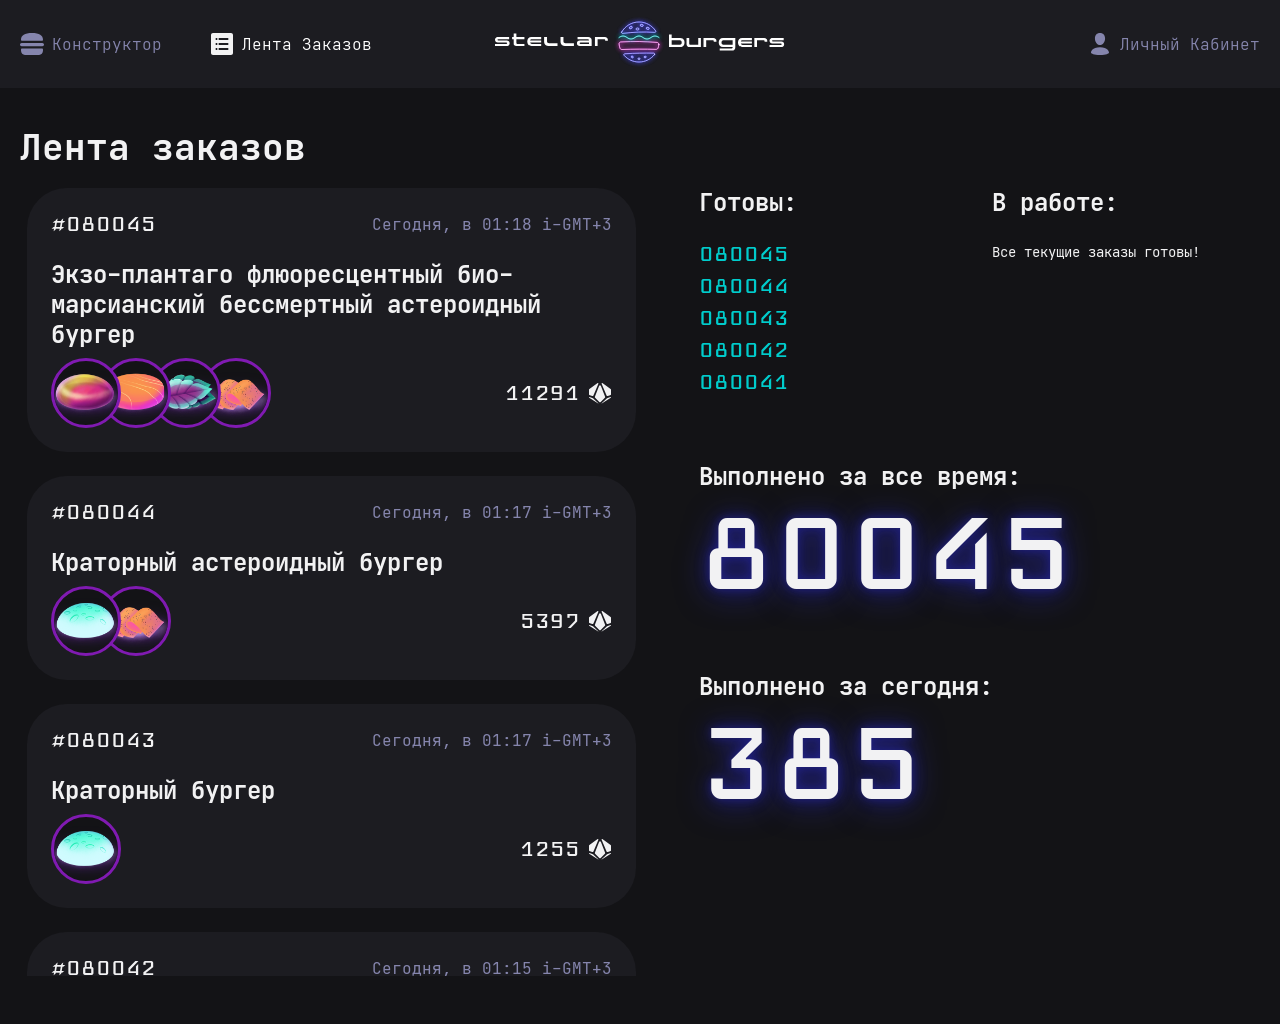 Конструктор
Лента Заказов
stellar burgers
Личный Кабинет
Лента заказов
#080045
Сегодня, в 01:18 i-GMT+3
Экзо-плантаго флюоресцентный био-
марсианский бессмертный астероидный
бургер
11291
#080044
Сегодня, в 01:17 i-GMT+3
Краторный астероидный бургер
5397
#080043
Сегодня, в 01:17 i-GMT+3
Краторный бургер
1255
#080042
Сегодня, в 01:15 i-GMT+3
Готовы:
080045
080044
080043
080042
080041
В работе:
Все текущие заказы готовы!
Выполнено за все время:
80045
Выполнено за сегодня:
385